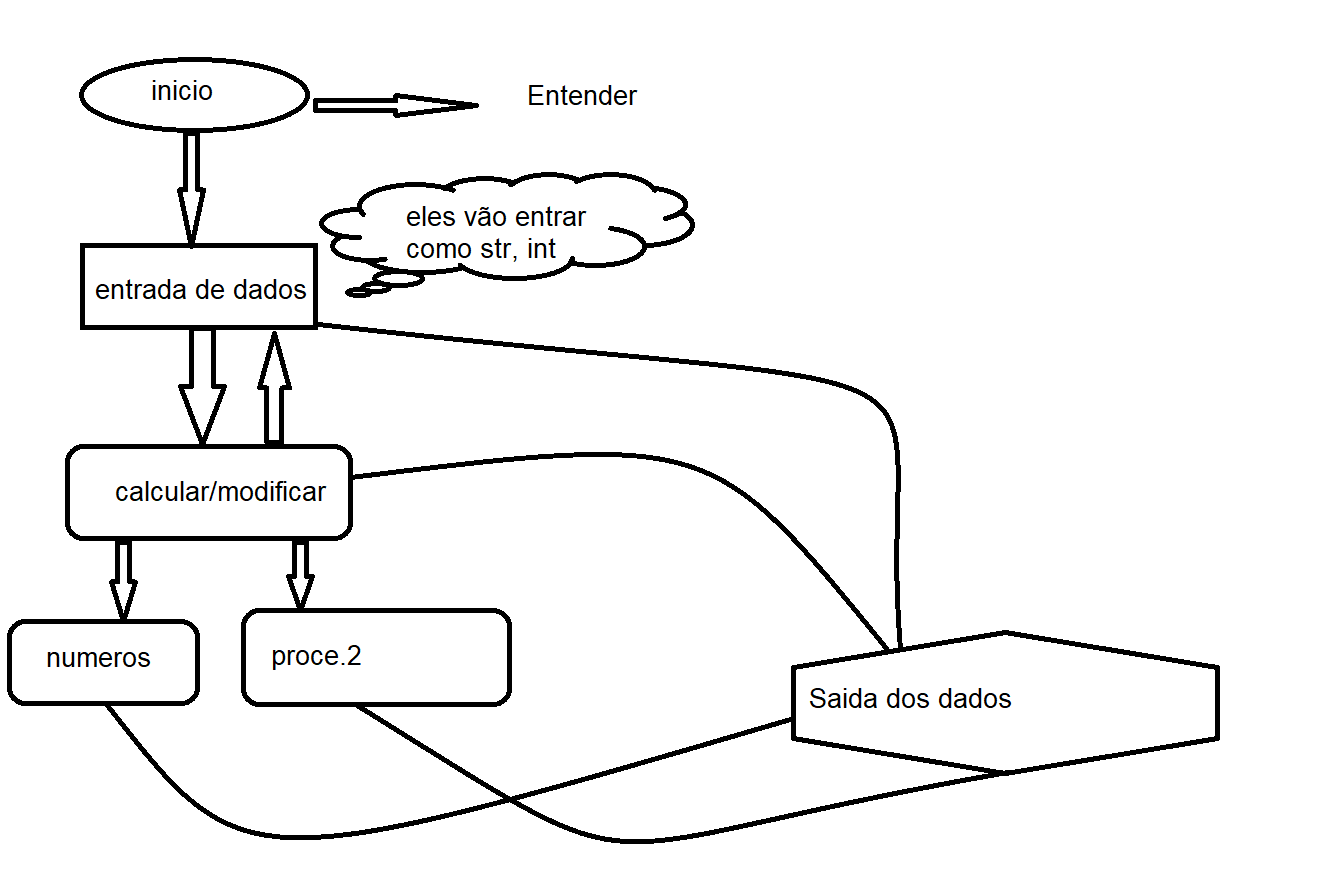 inicio
Entender
eles vão entrar
como str, int
entrada de dados
calcular/modificar
numeros
proce.2
Saida dos dados